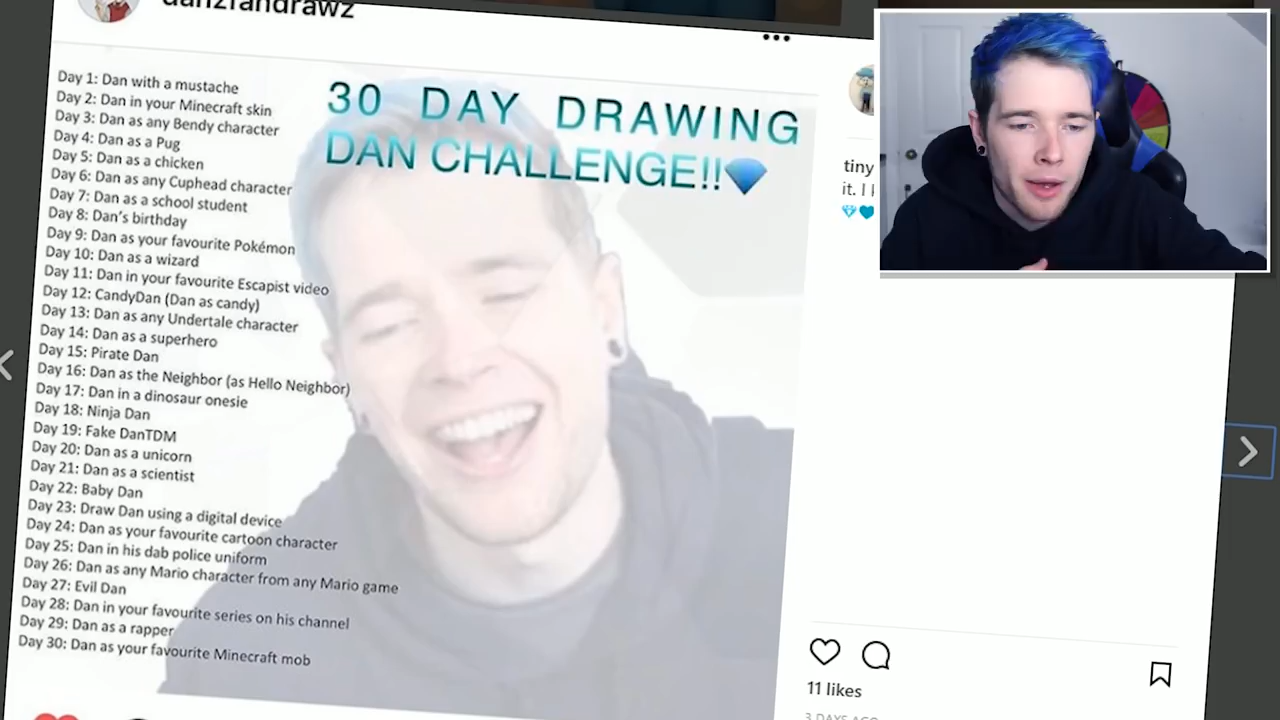 danzfandrawz
30 DAY DRAWING
DAN CHALLENGE!!
Day 1: Dan with a mustache
Day 2: Dan in your Minecraft skin
Day 3: Dan as any Bendy character
Day 4: Dan as a Pug
Day 5: Dan as a chicken
Day 6: Dan as any Cuphead character
Day 7: Dan as a school student
Day 8: Dan's birthday
Day 9: Dan as your favourite Pokémon
Day 10: Dan as a wizard
Day 11: Dan in your favourite Escapist video
Day 12: CandyDan (Dan as candy)
Day 13: Dan as any Undertale character
Day 14: Dan as a superhero
Day 15: Pirate Dan
Day 16: Dan as the Neighbor (as Hello Neighbor)
Day 17: Dan in a dinosaur onesie
Day 18: Ninja Dan
Day 19: Fake DanTDM
Day 20: Dan as a unicorn
Day 21: Dan as a scientist
Day 22: Baby Dan
Day 23: Draw Dan using a digital device
Day 24: Dan as your favourite cartoon character
Day 25: Dan in his dab police uniform
Day 26: Dan as any Mario character from any Mario game
Day 27: Evil Dan
Day 28: Dan in your favourite series on his channel
Day 29: Dan as a rapper
Day 30: Dan as your favourite Minecraft mob
tiny
it. I
11 likes
3 DAYS AGO